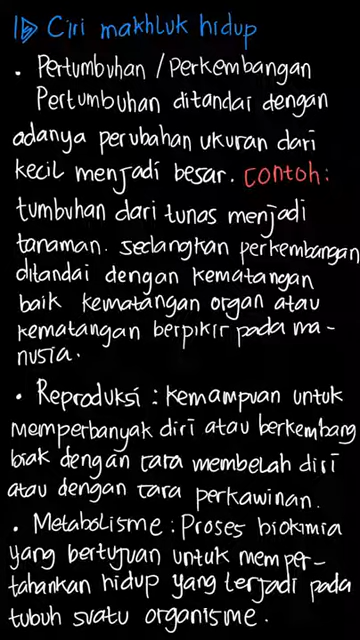 1 Ciri makhluk hidup
• Pertumbuhan / Perkembangan
Pertumbuhan ditandai dengan
adanya perubahan ukuran dari
kecil menjadi besar. Contoh:
tumbuhan dari tunas menjadi
tanaman. Sedangkan perkembangan
ditandai dengan kematangan
baik kematangan organ atau
kematangan berpikir pada ma-
nusia.
• Reproduksi : Kemampuan untuk
memperbanyak diri atau berkembang
biak dengan cara membelah diri
atau dengan cara perkawinan.
• Metabolisme : Proses biokimia
yang bertujuan untuk memper-
tahankan hidup yang terjadi pada
tubuh suatu organisme.